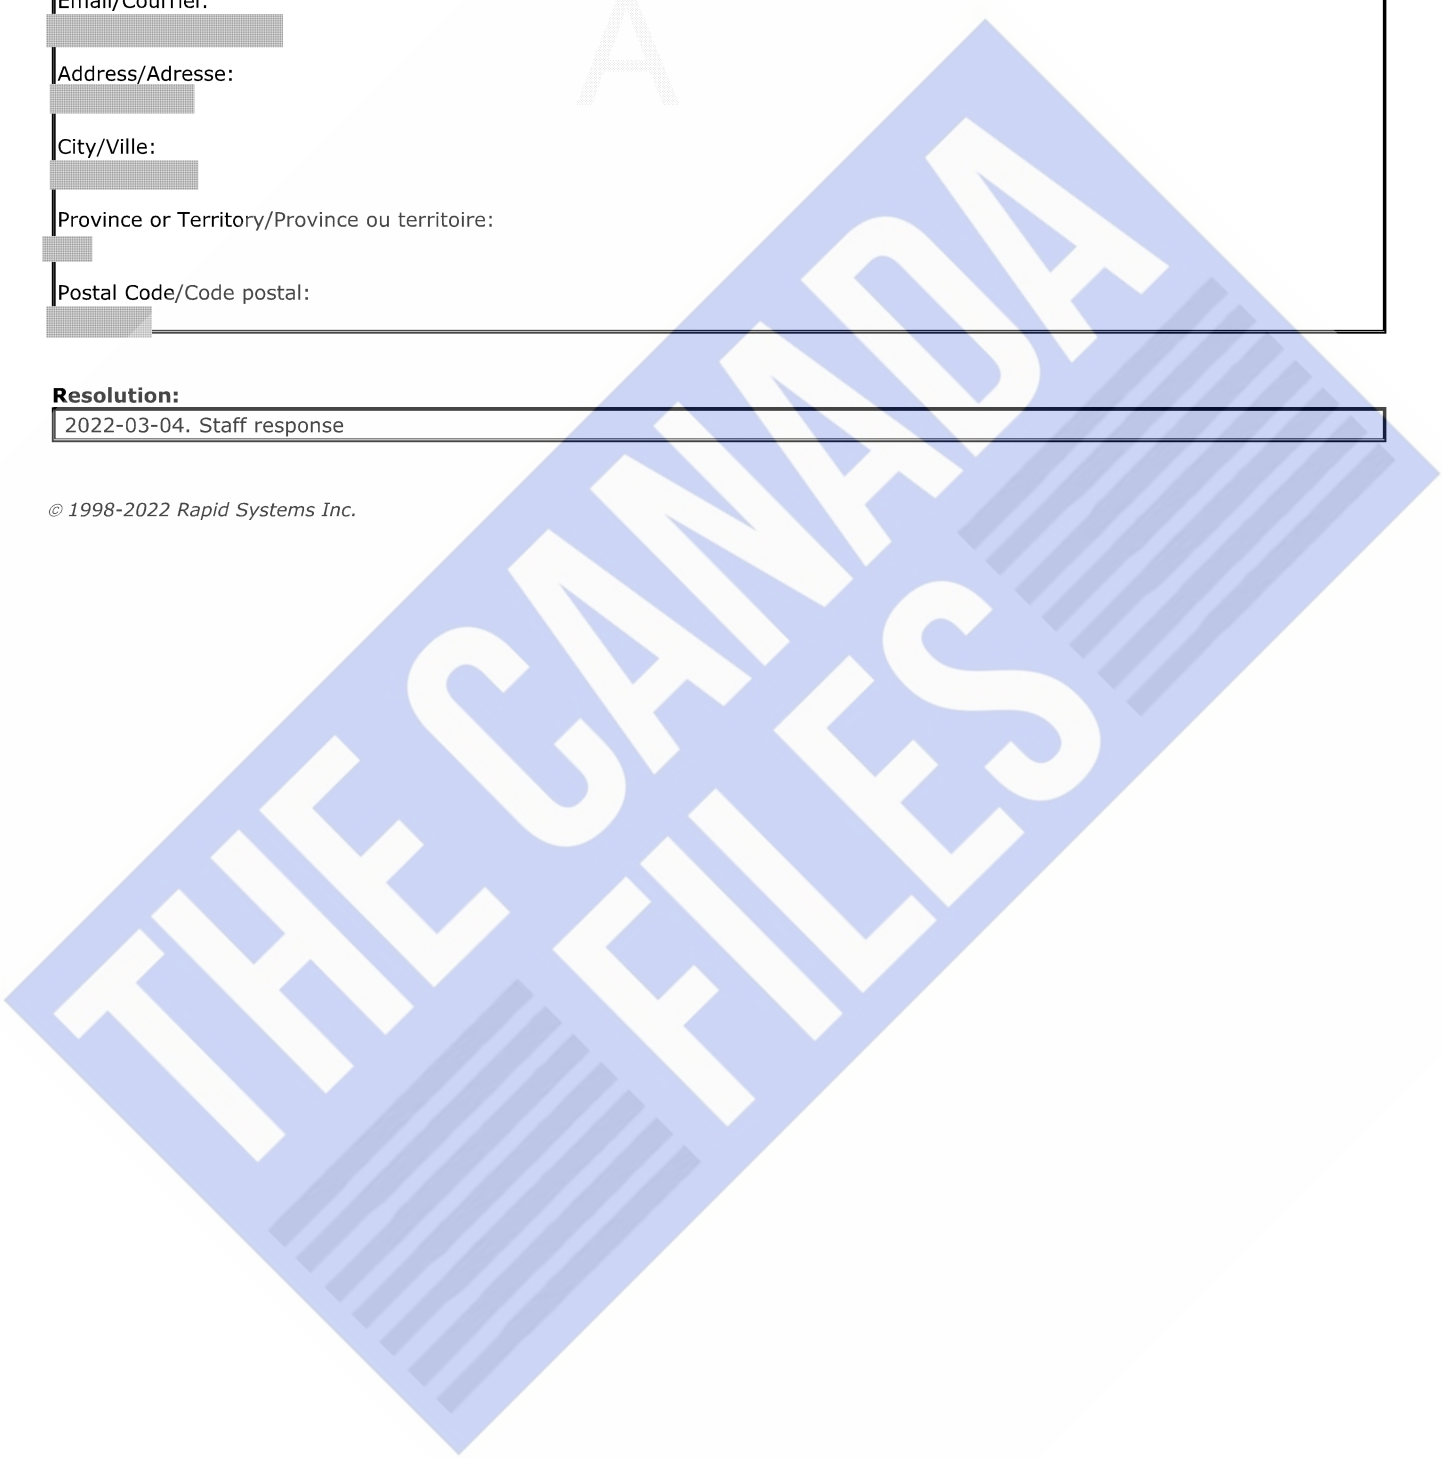 Email/Courrier:
A
Address/Adresse:
City/Ville:
Province or Territory/Province ou territoire:
Postal Code/Code postal:
Resolution:
2022-03-04. Staff response
© 1998-2022 Rapid Systems Inc.
THE CANADA
FILES